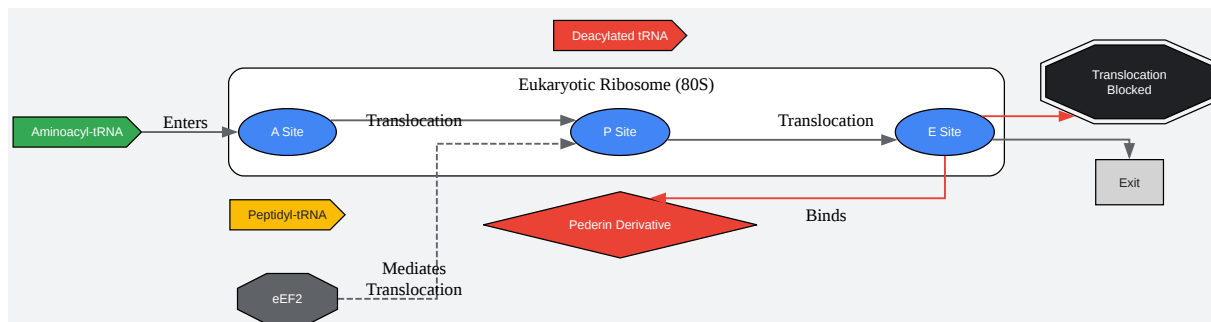 Deacylated tRNA
Eukaryotic Ribosome (80S)
Translocation
Blocked
Aminoacyl-tRNA
Enters
A Site
Translocation
P Site
Translocation
E Site
Exit
Peptidyl-tRNA
Pederin Derivative
Binds
Mediates
Translocation
eEF2